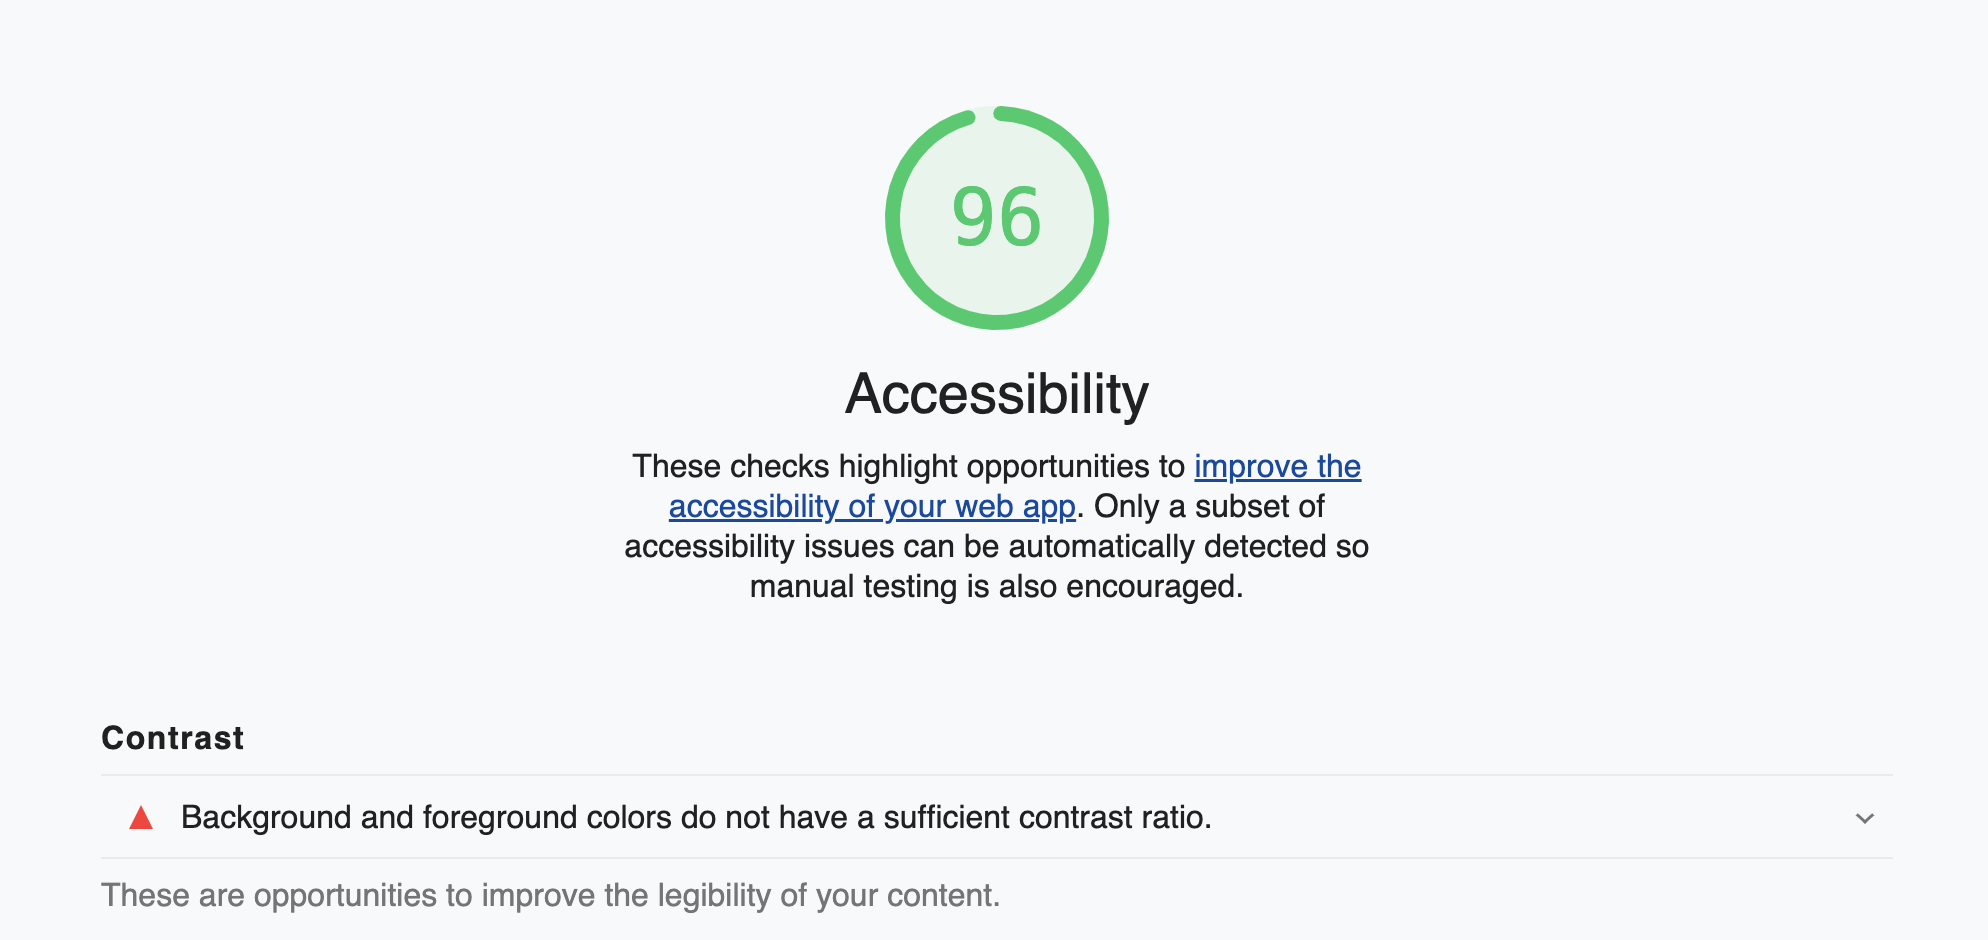 96
Accessibility
These checks highlight opportunities to improve the
accessibility of your web app. Only a subset of
accessibility issues can be automatically detected so
manual testing is also encouraged.
Contrast
Background and foreground colors do not have a sufficient contrast ratio.
These are opportunities to improve the legibility of your content.